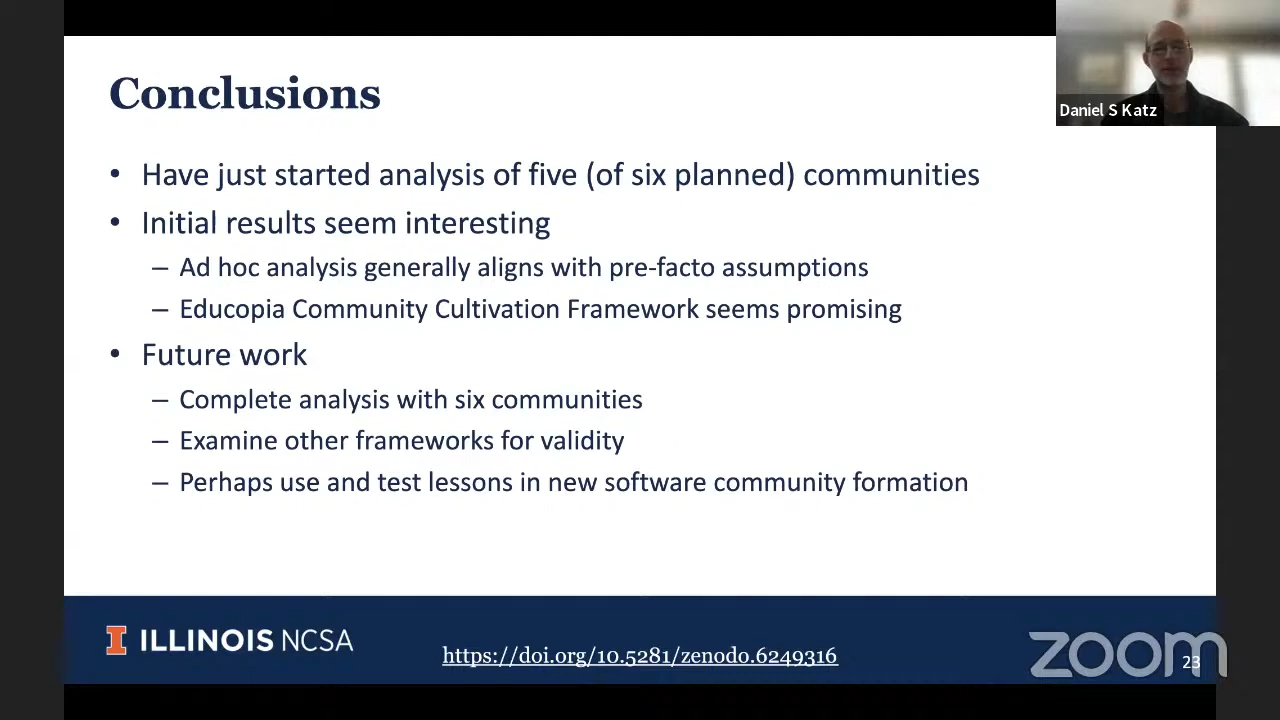 Conclusions
Daniel S Katz
• Have just started analysis of five (of six planned) communities
• Initial results seem interesting
– Ad hoc analysis generally aligns with pre-facto assumptions
– Educopia Community Cultivation Framework seems promising
• Future work
– Complete analysis with six communities
– Examine other frameworks for validity
– Perhaps use and test lessons in new software community formation
I ILLINOIS NCSA
https://doi.org/10.5281/zenodo.6249316
zoom
23